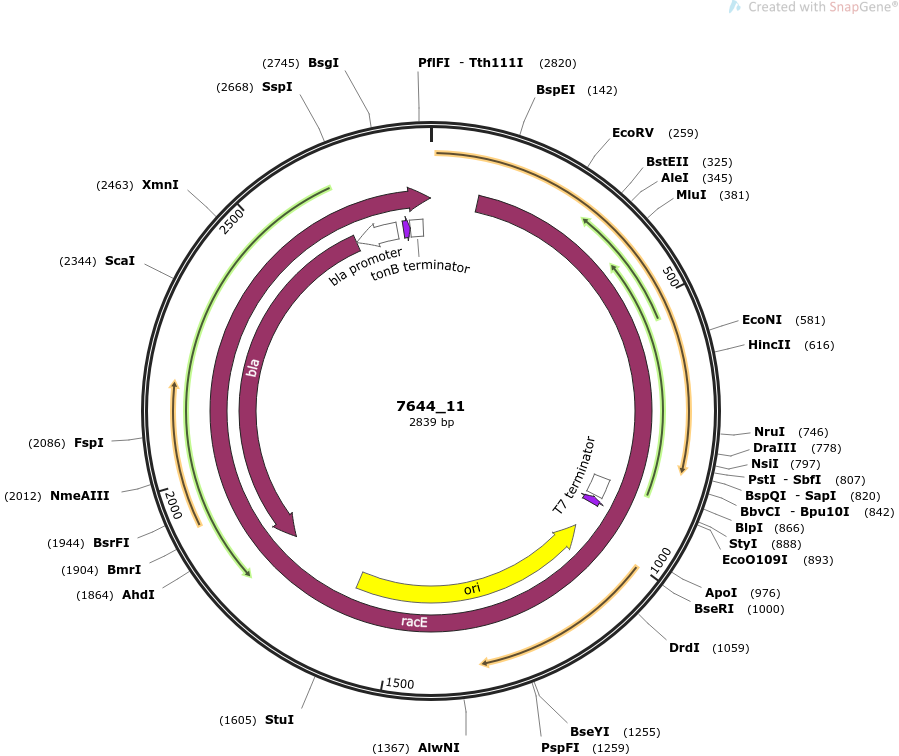 Created with SnapGene®
(2745) BsgI
PflFI - Tth111I (2820)
(2668) SspI
BspEI (142)
EcoRV (259)
BstEII (325)
AleI (345)
MluI (381)
(2463) XmnI
2500
bla promoter
tonB terminator
(2344) ScaI
500
EcoNI (581)
HincII (616)
bla
7644_11
2839 bp
NruI (746)
DraIII (778)
NsiI (797)
PstI - SbfI (807)
BspQI - SapI (820)
BbvCI - Bpu10I (842)
BlpI (866)
StyI (888)
EcoO109I (893)
(2086) FspI
T7 terminator
(2012) NmeAIII
2000
(1944) BsrFI
(1904) BmrI
(1864) AhdI
1000
ApoI (976)
BseRI (1000)
ori
racE
DrdI (1059)
1500
(1605) StuI
BseYI (1255)
(1367) AlwNI
PspFI (1259)